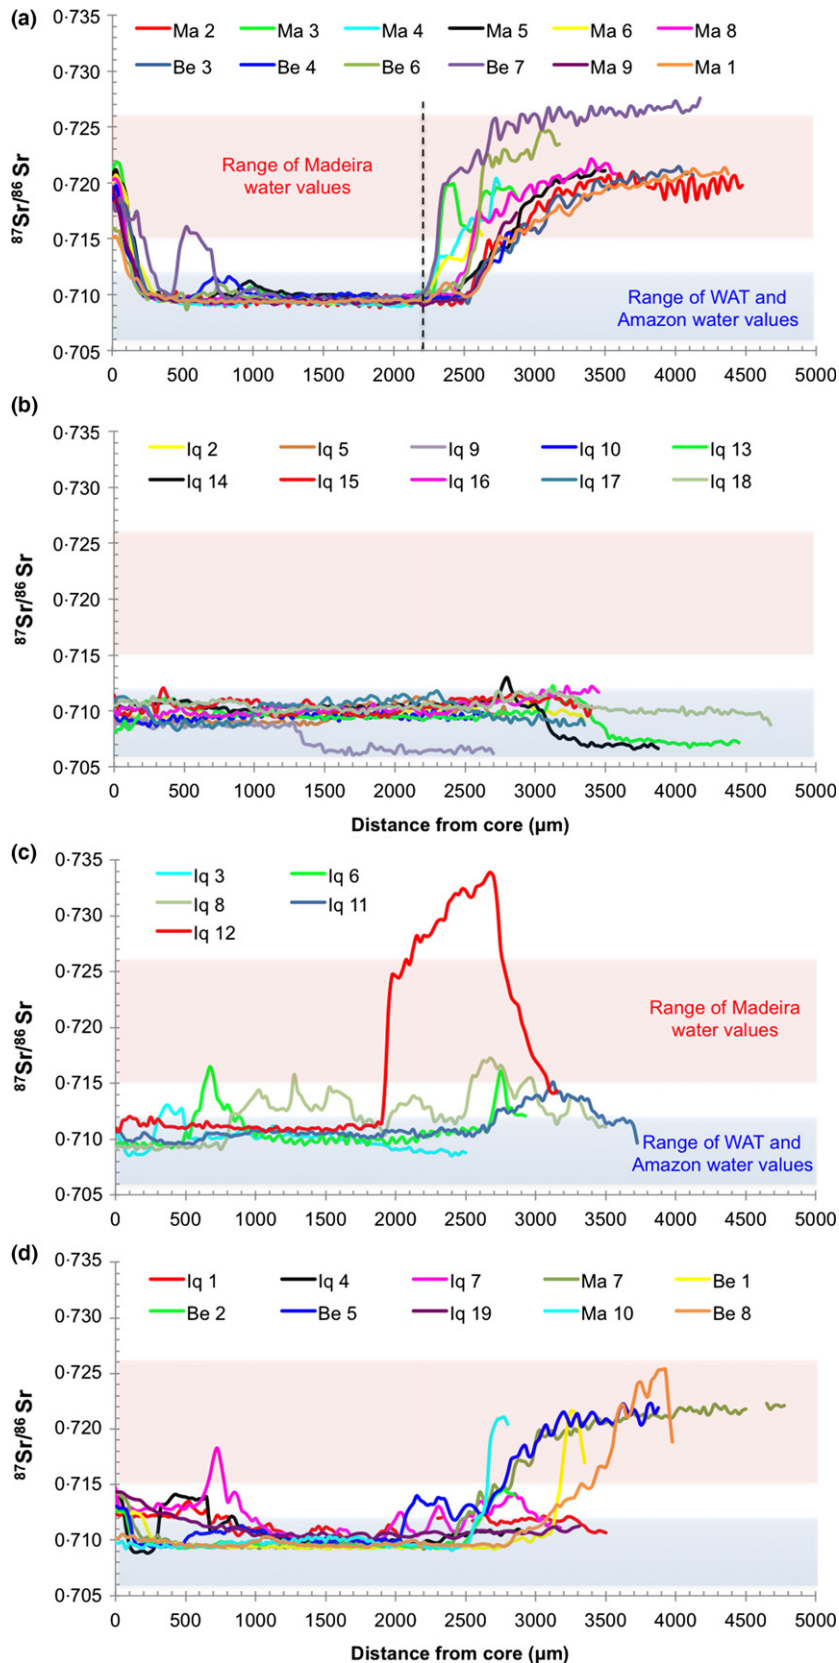 (a)
0·735
0·730
0·725
0·720
0·715
0·710
0·705
87Sr/86Sr
Ma 2 Ma 3 Ma 4 Ma 5 Ma 6 Ma 8
Be 3 Be 4 Be 6 Be 7 Ma 9 Ma 1
Range of Madeira
water values
Range of WAT and
Amazon water values
0 500 1000 1500 2000 2500 3000 3500 4000 4500 5000
(b)
0·735
0·730
0·725
0·720
0·715
0·710
0·705
87Sr/86Sr
Iq 2 Iq 5 Iq 9 Iq 10 Iq 13
Iq 14 Iq 15 Iq 16 Iq 17 Iq 18
0 500 1000 1500 2000 2500 3000 3500 4000 4500 5000
Distance from core (µm)
(c)
0·735
0·730
0·725
0·720
0·715
0·710
0·705
87Sr/86Sr
Iq 3 Iq 6
Iq 8 Iq 11
Iq 12
Range of Madeira
water values
Range of WAT and
Amazon water values
0 500 1000 1500 2000 2500 3000 3500 4000 4500 5000
(d)
0·735
0·730
0·725
0·720
0·715
0·710
0·705
87Sr/86Sr
Iq 1 Iq 4 Iq 7 Ma 7 Be 1
Be 2 Be 5 Iq 19 Ma 10 Be 8
0 500 1000 1500 2000 2500 3000 3500 4000 4500 5000
Distance from core (µm)